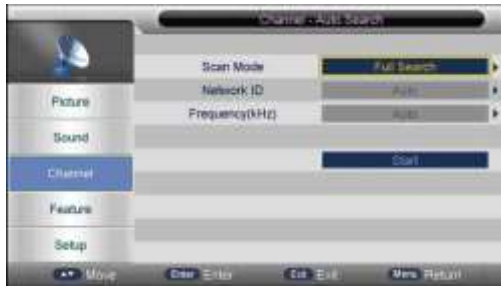 Channel - Auto Search
Scan Mode Full Search
Network ID Auto
Frequency(kHz) Auto
Start
Picture
Sound
Channel
Feature
Setup
Move Enter Enter Exit Exit Menu Return